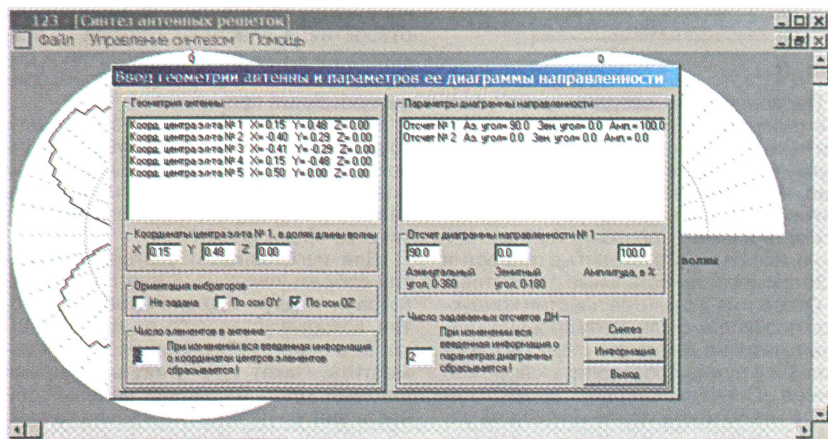 123 - [Синтез антенных решеток]
Файл Управление синтезом Помощь
0
0
Ввод геометрии антенны и параметров ее диаграммы направленности
Геометрия антенны
Коорд. центра эл-та № 1 X= 0.15 Y= 0.48 Z= 0.00
Коорд. центра эл-та № 2 X= -0.40 Y= 0.29 Z= 0.00
Коорд. центра эл-та № 3 X= -0.41 Y= -0.29 Z= 0.00
Коорд. центра эл-та № 4 X= 0.15 Y= -0.48 Z= 0.00
Коорд. центра эл-та № 5 X= 0.50 Y= 0.00 Z= 0.00
Параметры диаграммы направленности
Отсчет № 1 Аз. угол= 90.0 Зен. угол= 0.0 Амп.= 100.0
Отсчет № 2 Аз. угол= 0.0 Зен. угол= 0.0 Амп.= 0.0
Координаты центра эл-та № 1, в долях длины волны
X 0.15 Y 0.48 Z 0.00
Отсчет диаграммы направленности № 1
90.0 0.0 100.0
Азимутальный угол, 0-360
Зенитный угол, 0-180
Амплитуда, в %
волны
Ориентация вибраторов
Не задана По оси OY По оси OZ
Число элементов в антенне
При изменении вся введенная информация
о координатах центров элементов
сбрасывается !
Число задаваемых отсчетов ДН
2
При изменении вся
введенная информация о
параметрах диаграммы
сбрасывается !
Синтез
Информация
Выход